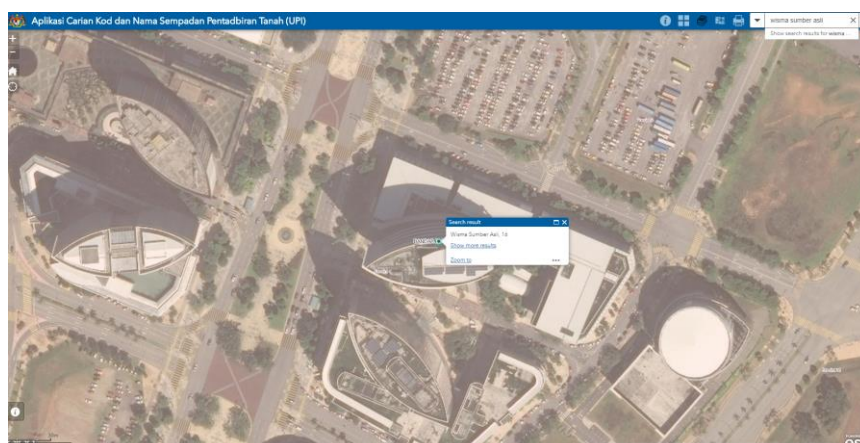 Aplikasi Carian Kod dan Nama Sempadan Pentadbiran Tanah (UPI)
wisma sumber asli
Show search results for wisma ...
Search result
Wisma Sumber Asli, 16
Show more results
Zoom to